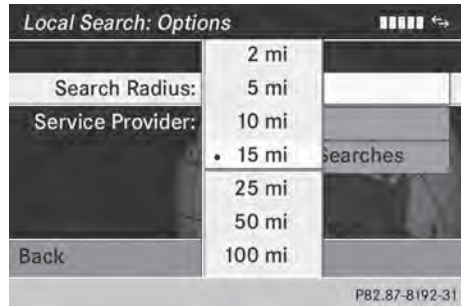 Local Search: Options
2 mi
Search Radius: 5 mi
Service Provider: 10 mi
• 15 mi Searches
25 mi
50 mi
Back 100 mi
P82.87-8192-31